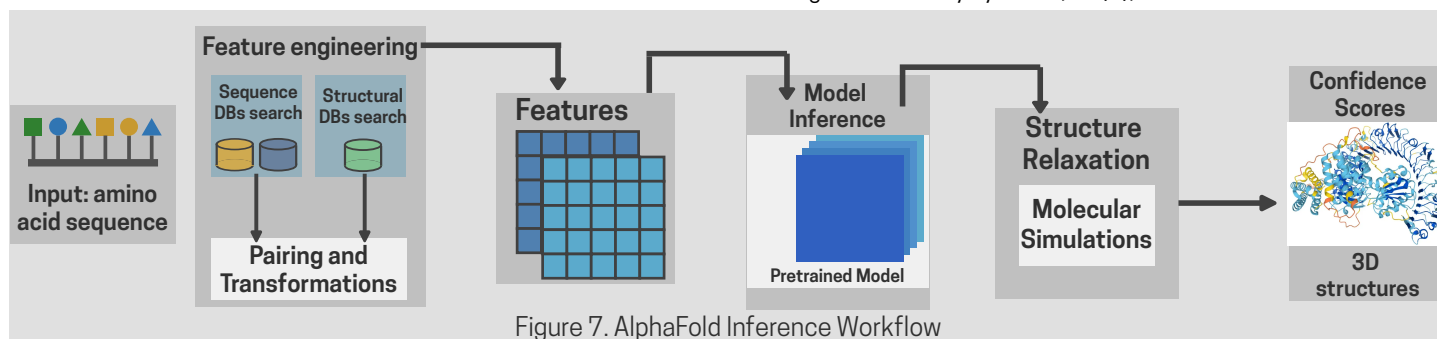 Input: amino
acid sequence
Feature engineering
Sequence
DBs search
Structural
DBs search
Pairing and
Transformations
Features
Model
Inference
Pretrained Model
Structure
Relaxation
Molecular
Simulations
Confidence
Scores
3D
structures
Figure 7. AlphaFold Inference Workflow